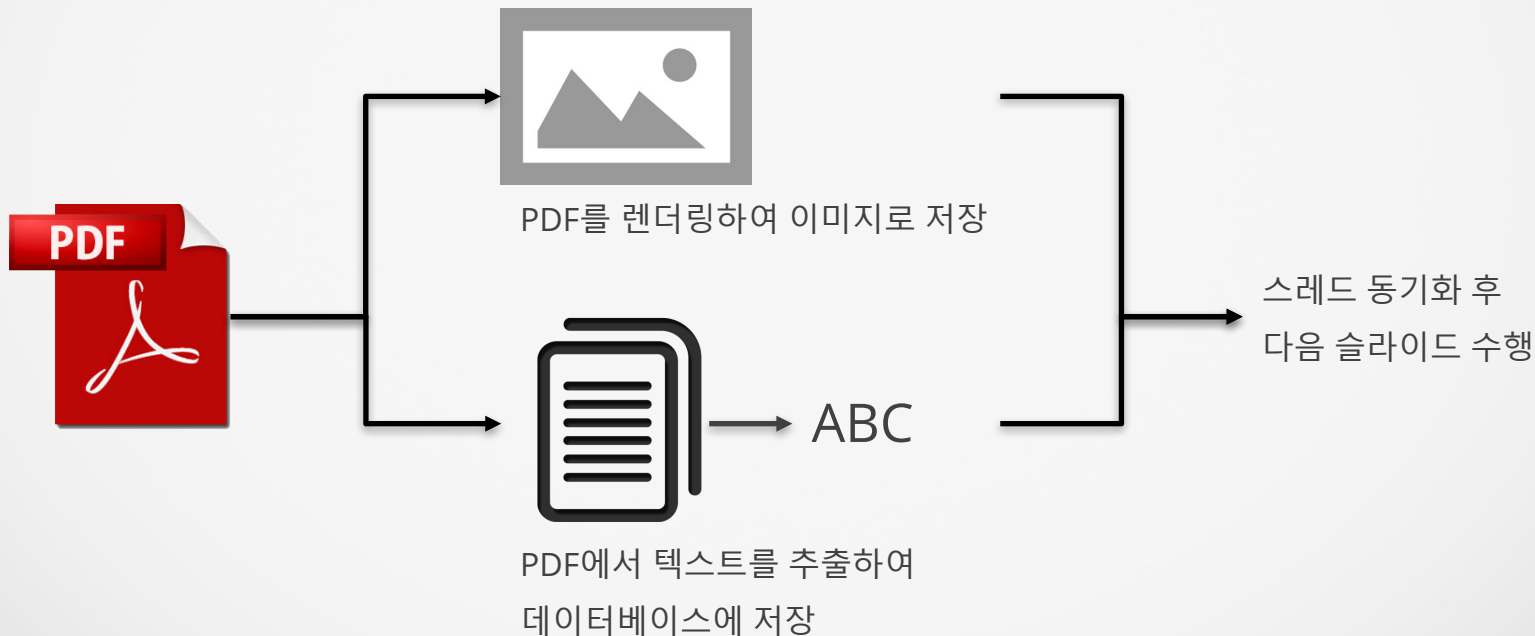 PDF
PDF를 렌더링하여 이미지로 저장
ABC
PDF에서 텍스트를 추출하여
데이터베이스에 저장
스레드 동기화 후
다음 슬라이드 수행